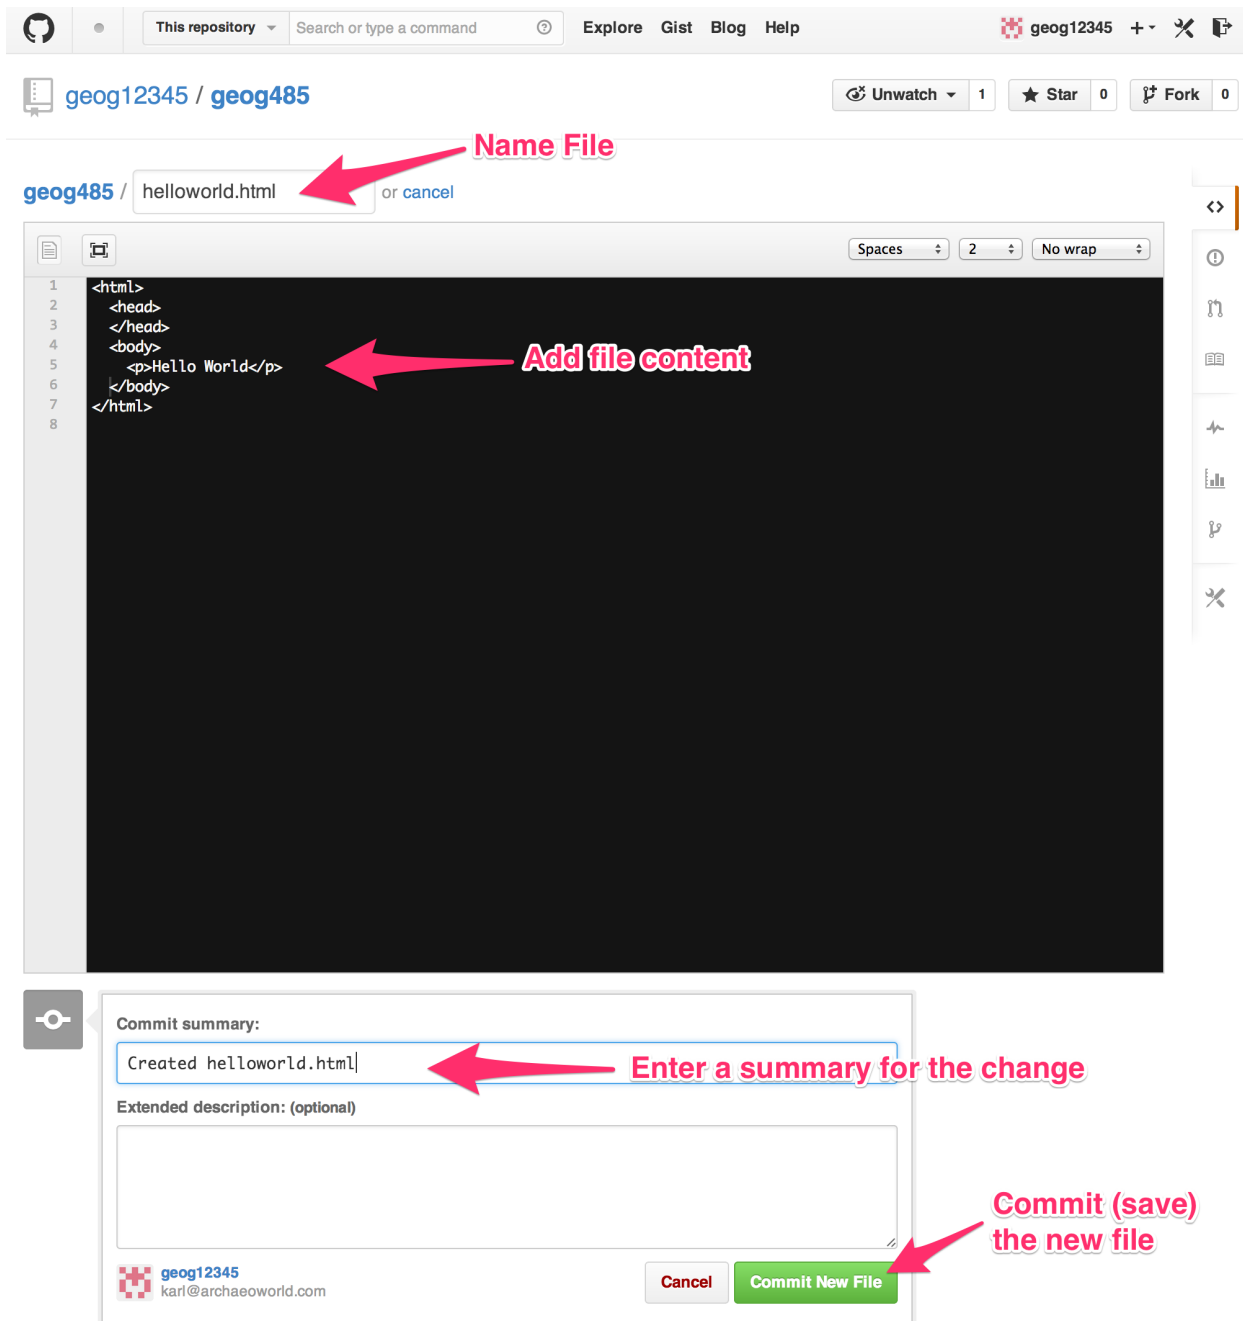 This repository Search or type a command Explore Gist Blog Help geog12345
geog12345 / geog485 Unwatch 1 Star 0 Fork 0
Name File
geog485 / helloworld.html or cancel
Spaces 2 No wrap
1 <html>
2 <head>
3 </head>
4 <body>
5 <p>Hello World</p>
6 </body>
7 </html>
8
Add file content
Commit summary:
Created helloworld.html
Enter a summary for the change
Extended description: (optional)
Commit (save)
the new file
geog12345
karl@archaeoworld.com
Cancel Commit New File